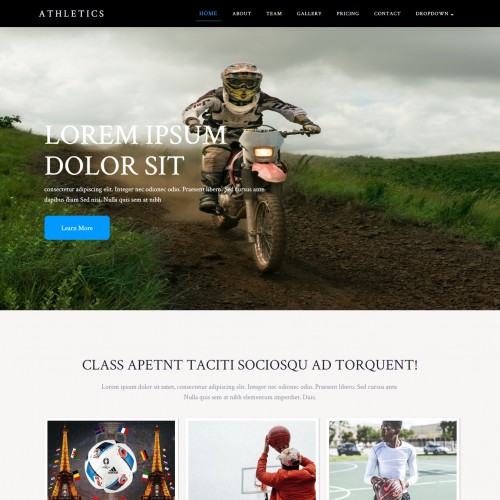 ATHLETICS
HOME ABOUT TEAM GALLERY PRICING CONTACT DROPDOWN
LOREM IPSUM
DOLOR SIT
consectetur adipiscing elit. Integer nec odionec odio. Praesent libero. Sed cursus ante
dapibus diam Sed nisi. Nulla quis sem at nibh
Learn More
CLASS APETNT TACITI SOCIOSQU AD TORQUENT!
Lorem ipsum dolor sit amet, consectetur adipiscing elit. Integer nec odio. Praesent libero. Sed cursus ante
Nulla quis sem nibh elementum imperdiet. Duis.
adidas